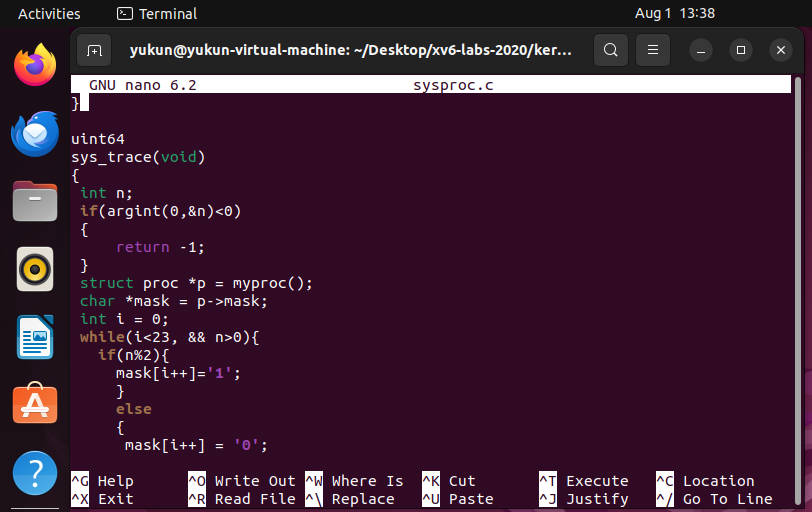 Activities Terminal Aug 1 13:38
yukun@yukun-virtual-machine: ~/Desktop/xv6-labs-2020/ker...
GNU nano 6.2 sysproc.c
}
uint64
sys_trace(void)
{
int n;
if(argint(0,&n)<0)
{
return -1;
}
struct proc *p = myproc();
char *mask = p->mask;
int i = 0;
while(i<23, && n>0){
if(n%2){
mask[i++]='1';
}
else
{
mask[i++] = '0';
^G Help ^O Write Out ^W Where Is ^K Cut ^T Execute ^C Location
^X Exit ^R Read File ^\ Replace ^U Paste ^J Justify ^/ Go To Line